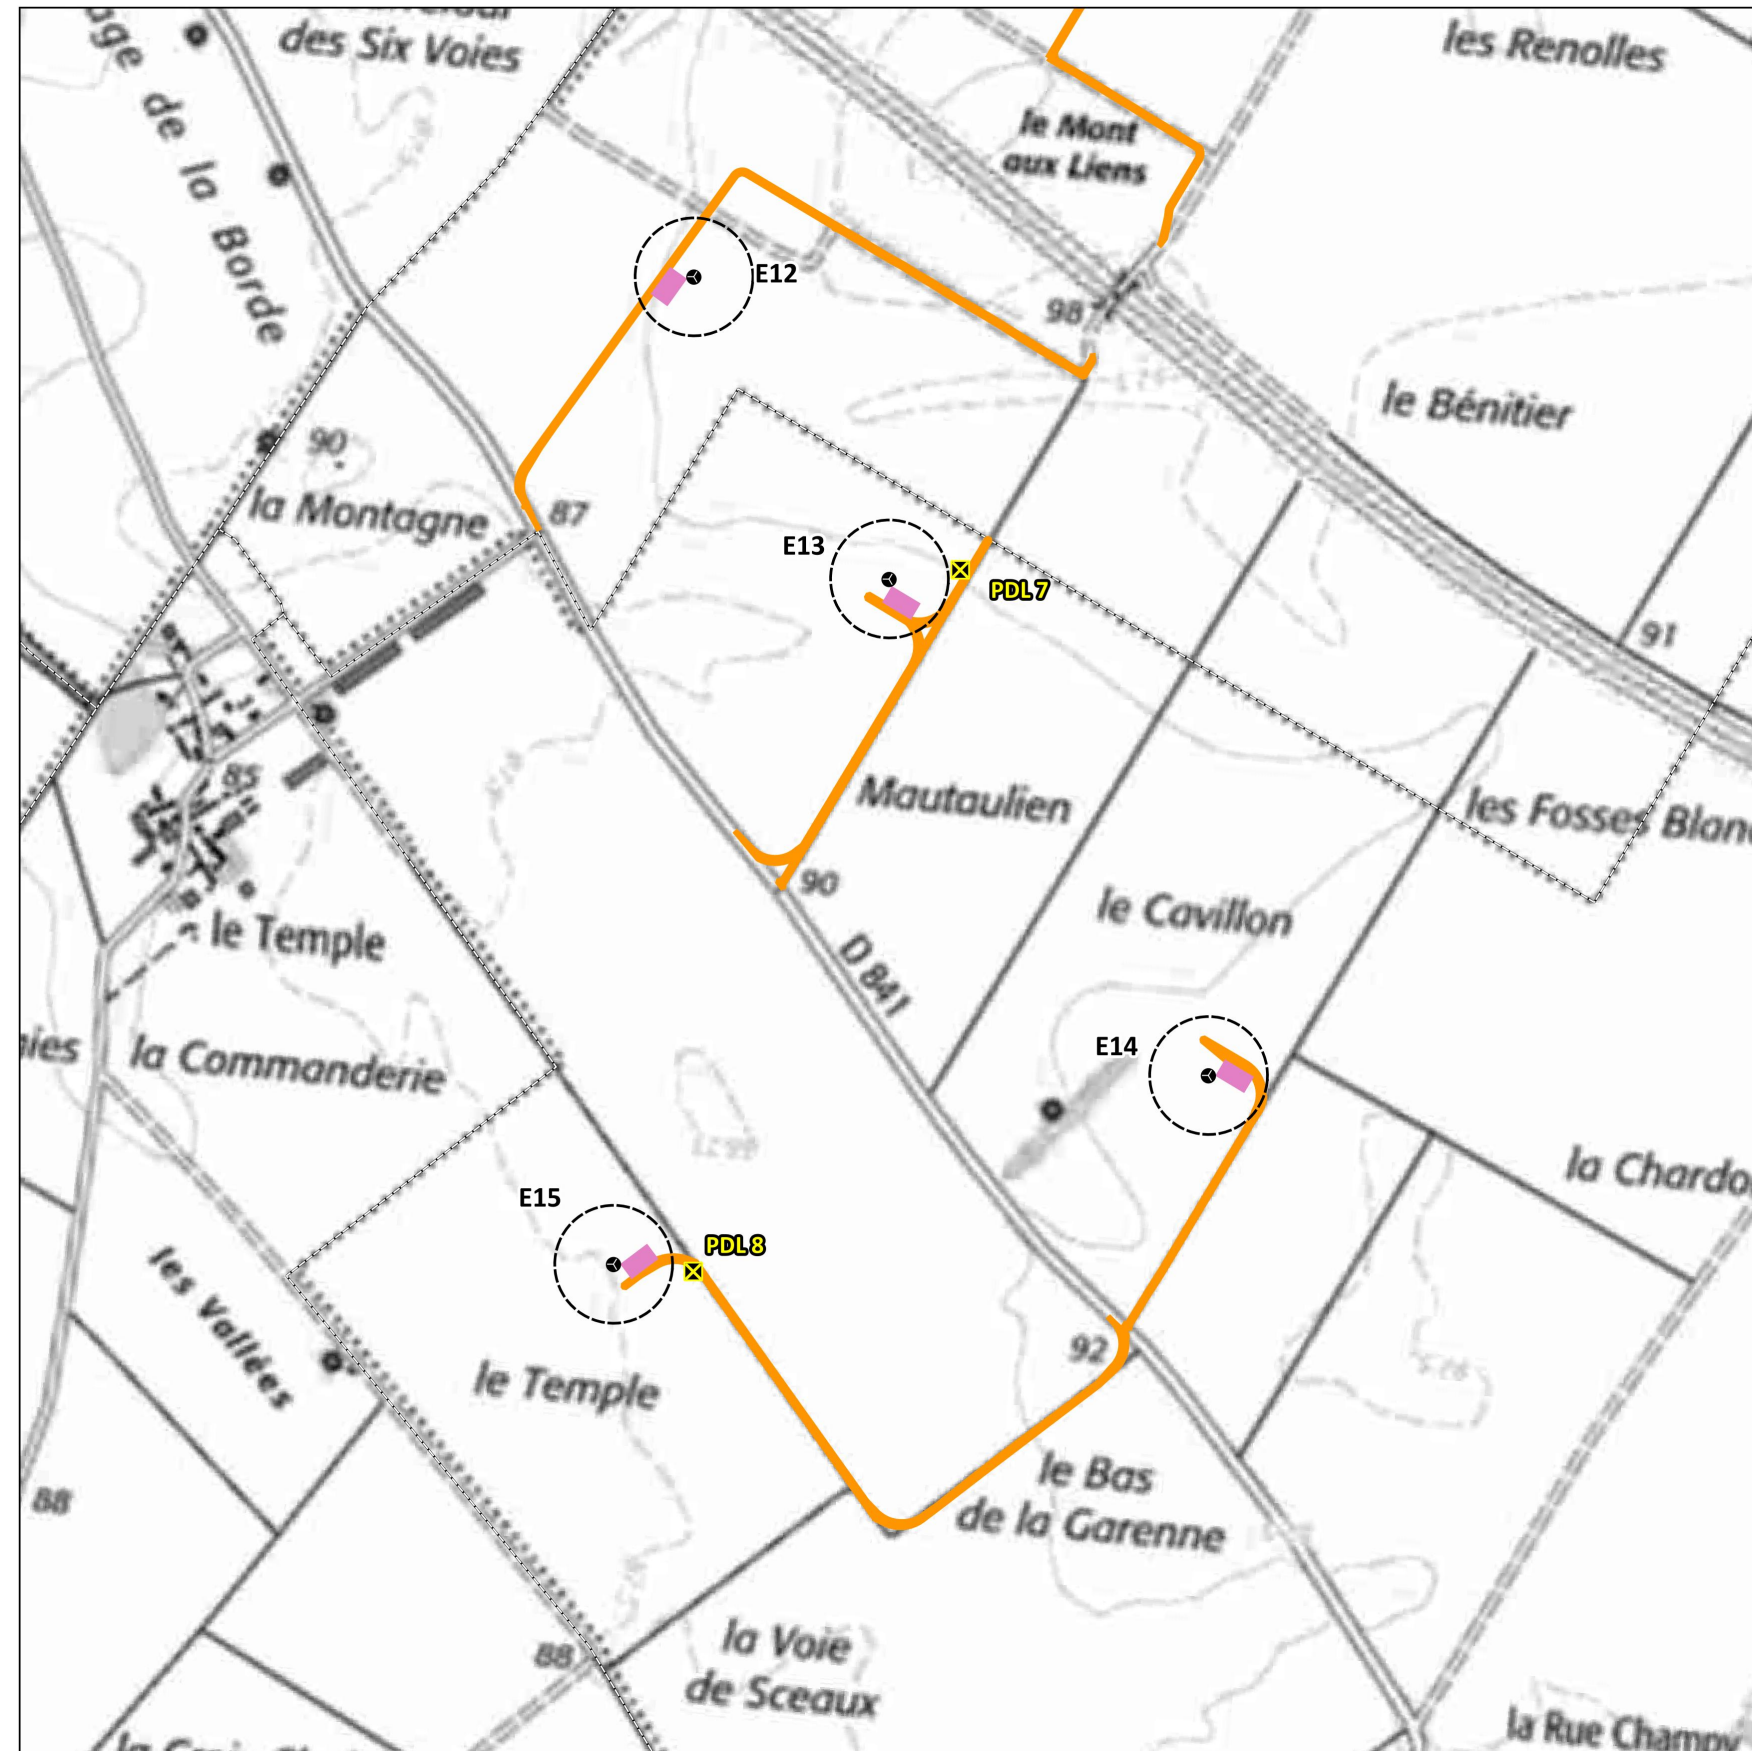 des Six Voies
les Renolles
de la Borde
le Mont
aux Liens
E12
98
le Bénitier
90
la Montagne
87
E13
PDL 7
91
85
Mautaulien
les Fosses
90
le Cavillon
le Temple
D 841
la Commanderie
E14
la
E15
PDL 8
les Vallées
92
le Temple
le Bas
de la Garenne
88
la Voie
de Sceaux
88
la Rue Champy